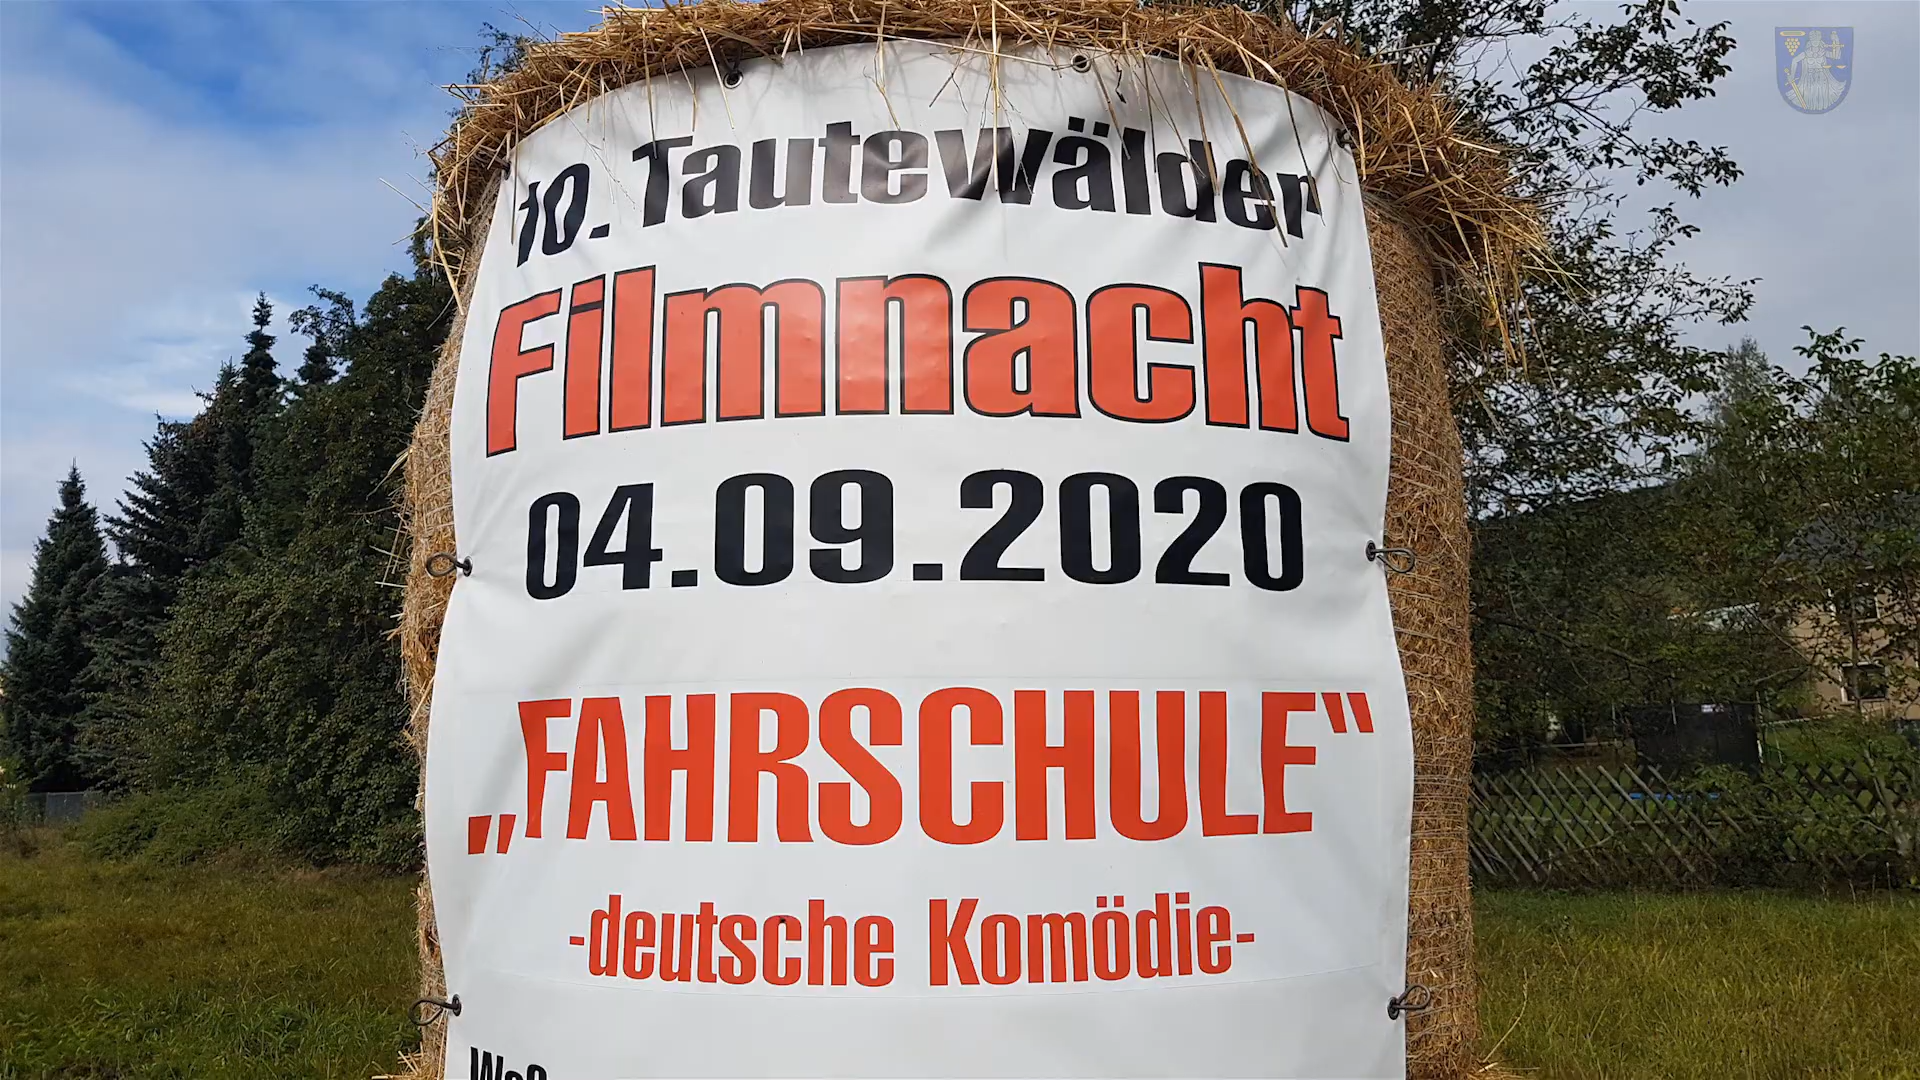 10. Tautewälder
Filmnacht
04.09.2020
„FAHRSCHULE“
-deutsche Komödie-